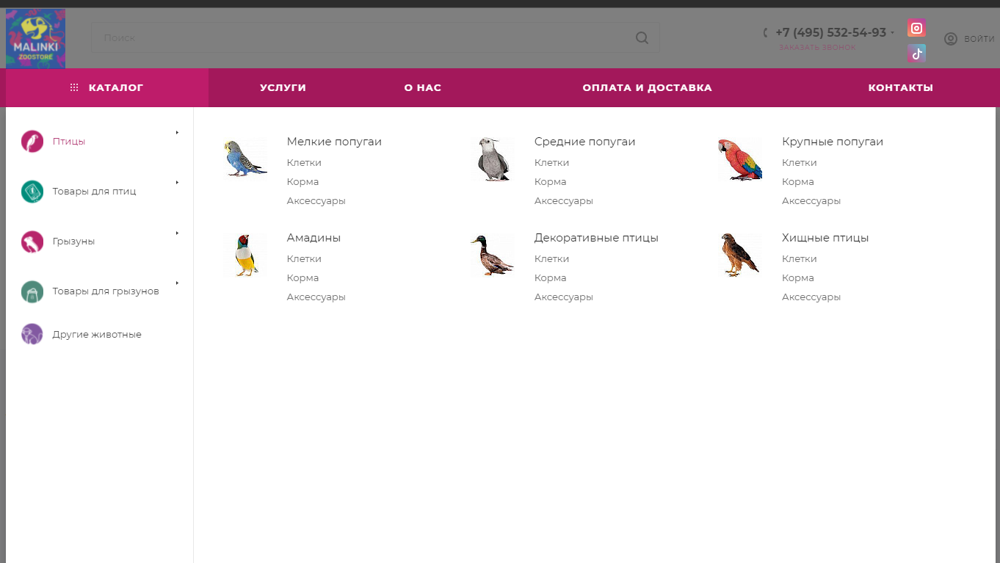 MALINKI
ZOOSTORE
Поиск
+7 (495) 532-54-93
ЗАКАЗАТЬ ЗВОНОК
ВОЙТИ
КАТАЛОГ
УСЛУГИ
О НАС
ОПЛАТА И ДОСТАВКА
КОНТАКТЫ
Птицы
Товары для птиц
Грызуны
Товары для грызунов
Другие животные
Мелкие попугаи
Клетки
Корма
Аксессуары
Средние попугаи
Клетки
Корма
Аксессуары
Крупные попугаи
Клетки
Корма
Аксессуары
Амадины
Клетки
Корма
Аксессуары
Декоративные птицы
Клетки
Корма
Аксессуары
Хищные птицы
Клетки
Корма
Аксессуары